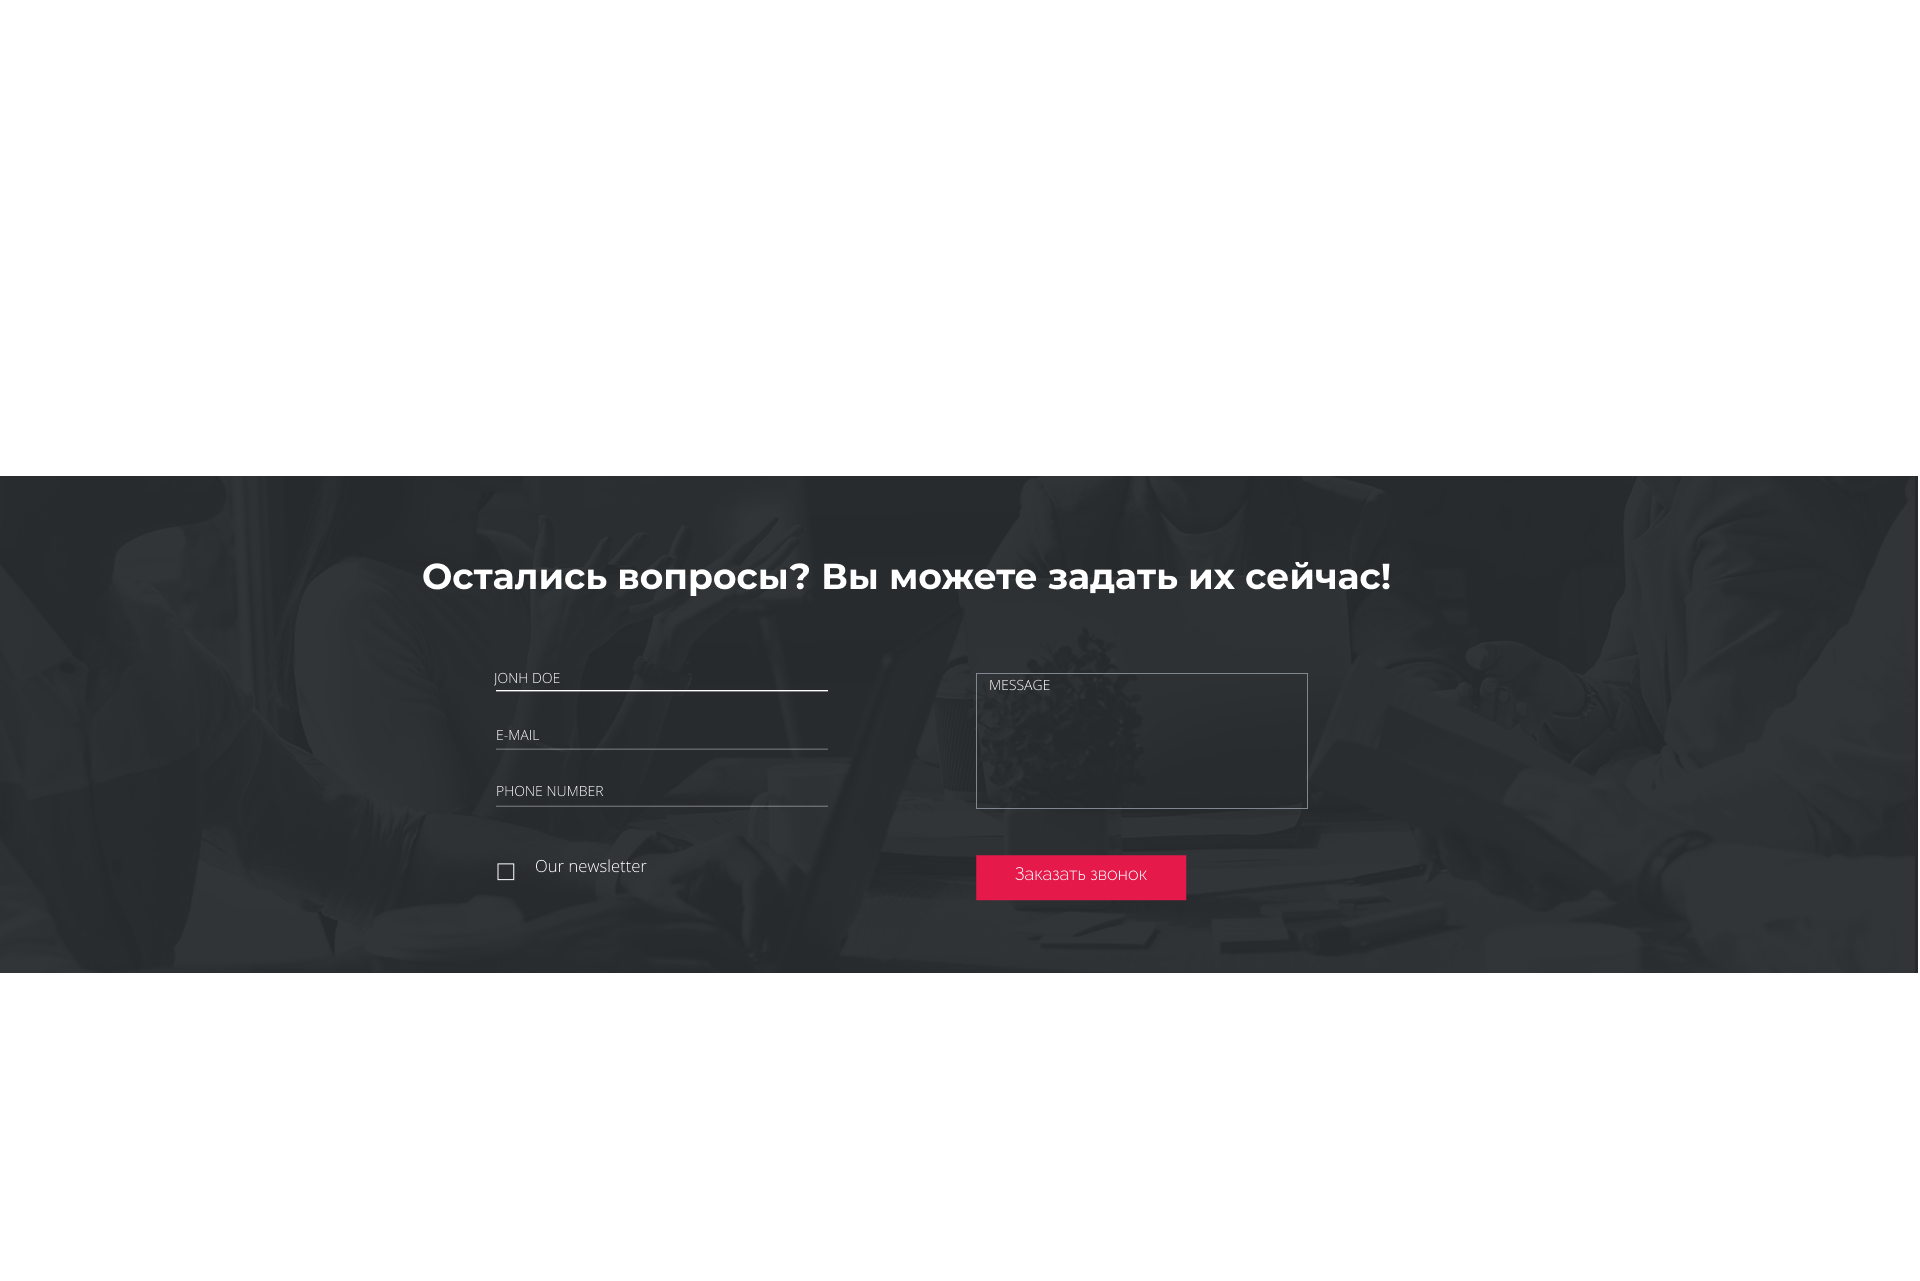 Остались вопросы? Вы можете задать их сейчас!
JONH DOE
E-MAIL
PHONE NUMBER
Our newsletter
MESSAGE
Заказать звонок